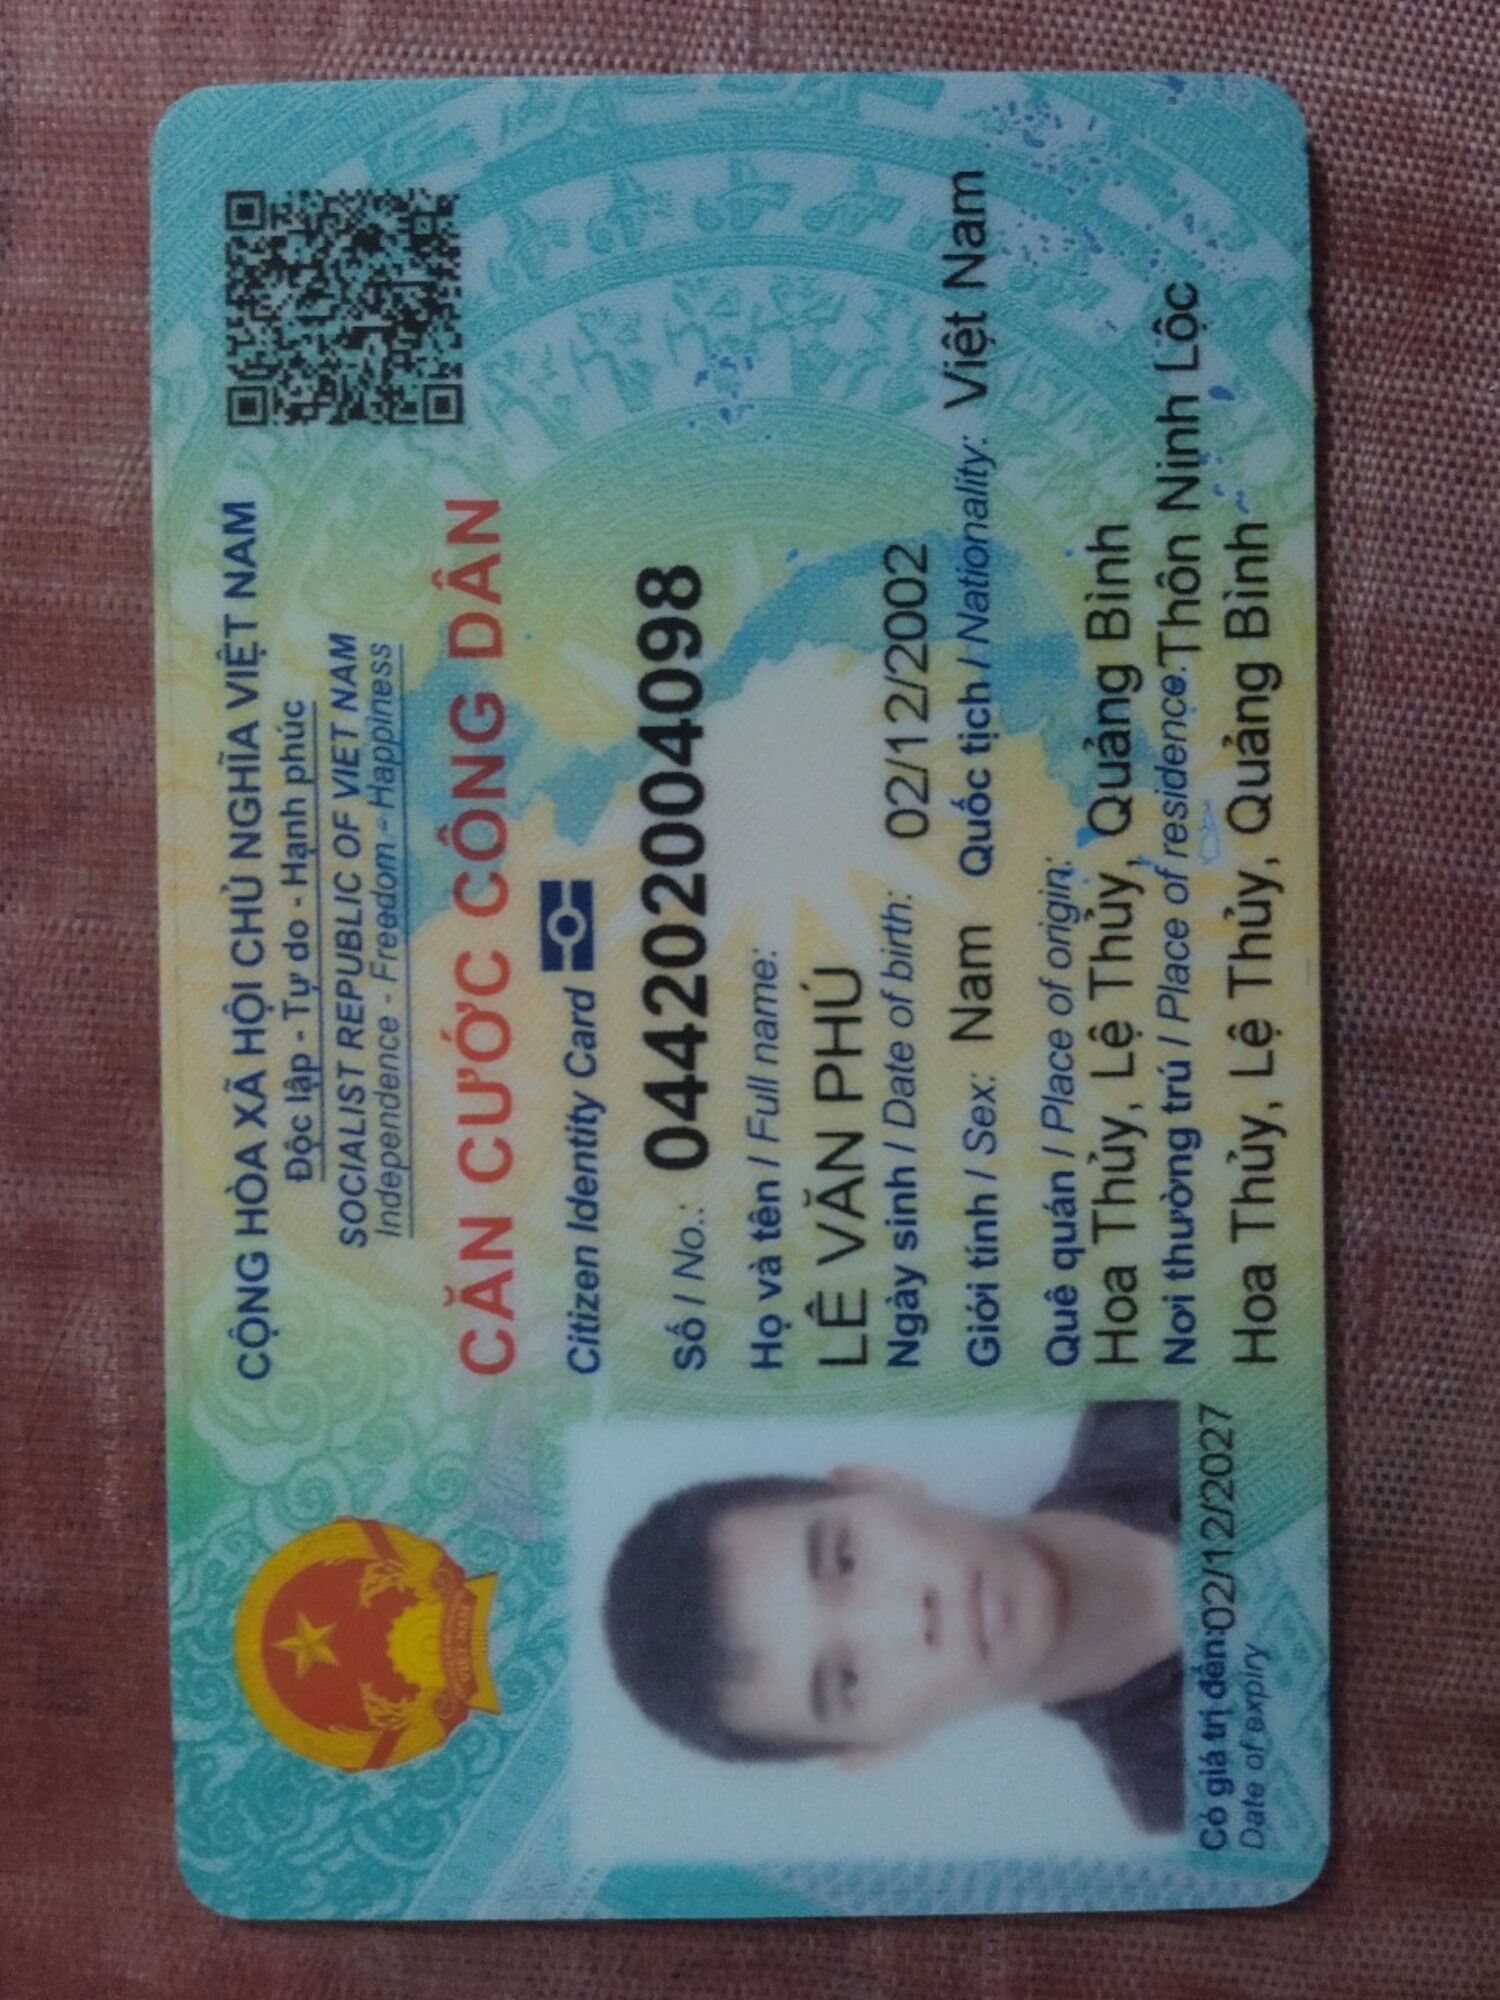 CỘNG HÒA XÃ HỘI CHỦ NGHĨA VIỆT NAM
Độc lập - Tự do - Hạnh phúc
SOCIALIST REPUBLIC OF VIET NAM
Independence - Freedom - Happiness
CĂN CƯỚC CÔNG DÂN
Citizen Identity Card
Số / No.: 044202004098
Họ và tên / Full name:
LÊ VĂN PHÚ
Ngày sinh / Date of birth: 02/12/2002
Giới tính / Sex: Nam Quốc tịch / Nationality: Việt Nam
Quê quán / Place of origin:
Hoa Thủy, Lệ Thủy, Quảng Bình
Nơi thường trú / Place of residence: Thôn Ninh Lộc
Hoa Thủy, Lệ Thủy, Quảng Bình
Có giá trị đến: 02/12/2027
Date of expiry
VIỆT NAM